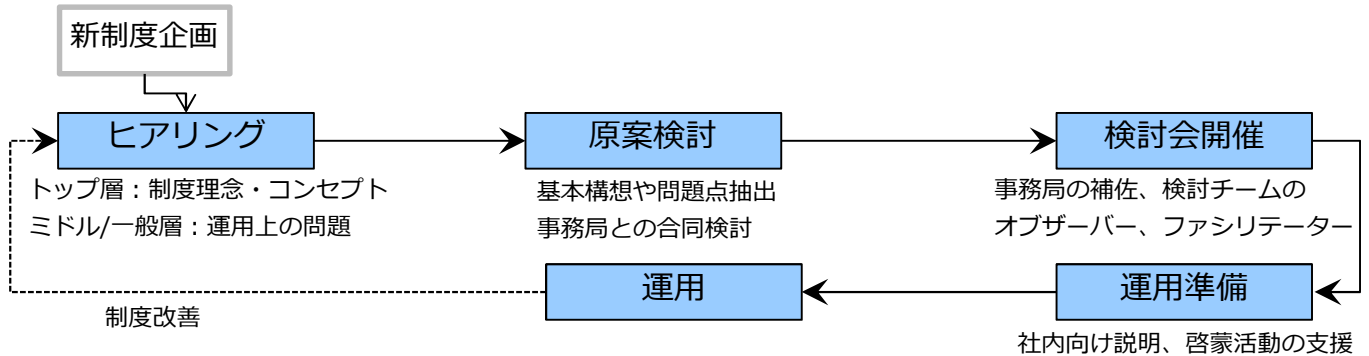 新制度企画
ヒアリング
原案検討
検討会開催
トップ層：制度理念・コンセプト
ミドル/一般層：運用上の問題
基本構想や問題点抽出
事務局との合同検討
事務局の補佐、検討チームの
オブザーバー、ファシリテーター
運用
運用準備
制度改善
社内向け説明、啓蒙活動の支援